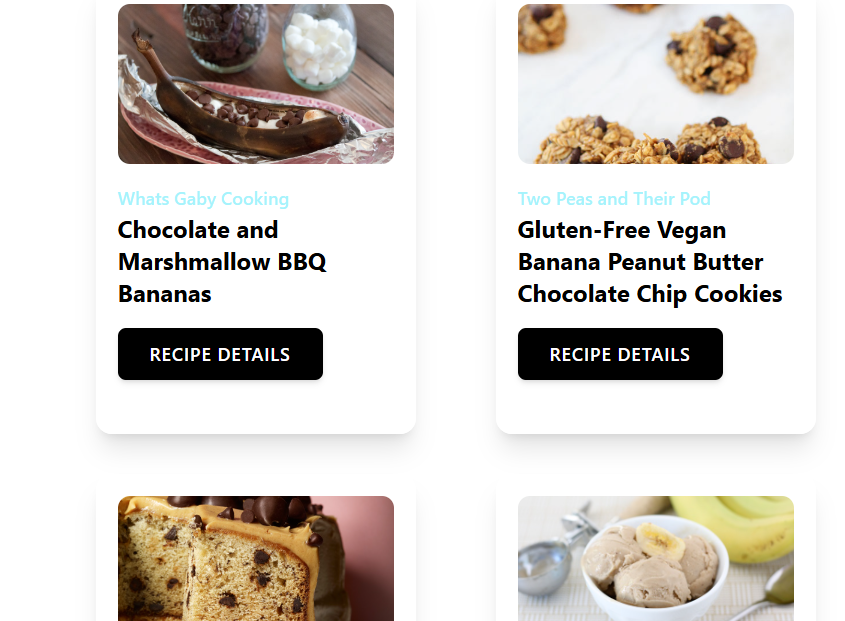 Whats Gaby Cooking
Chocolate and
Marshmallow BBQ
Bananas
RECIPE DETAILS
Two Peas and Their Pod
Gluten-Free Vegan
Banana Peanut Butter
Chocolate Chip Cookies
RECIPE DETAILS